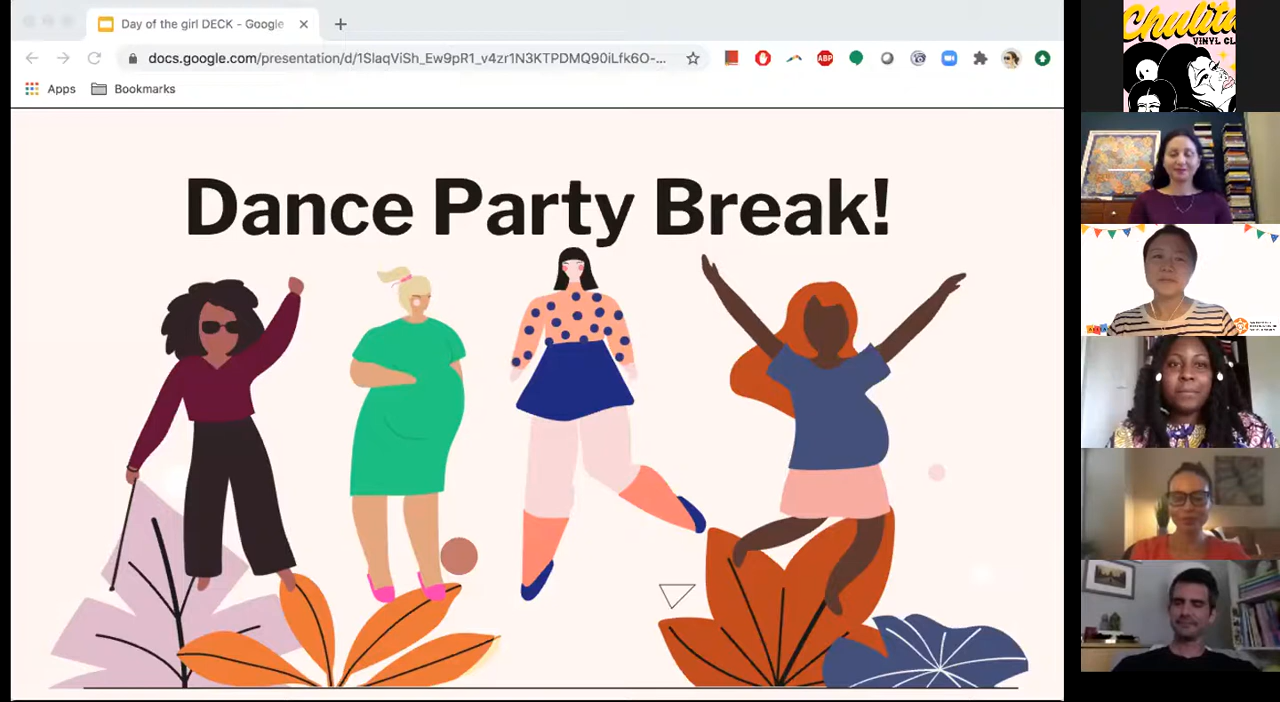 Day of the girl DECK - Google
docs.google.com/presentation/d/1SlaqViSh_Ew9pR1_v4zr1N3KTPDMQ90iLfk6O-...
ABP
Apps
Bookmarks
Dance Party Break!
Chulita
VINYL CL